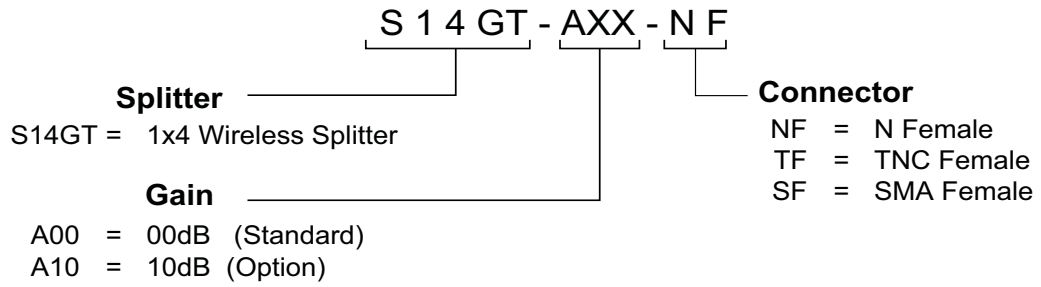 S 1 4 GT - AXX - N F
Splitter
S14GT = 1x4 Wireless Splitter
Gain
A00 = 00dB (Standard)
A10 = 10dB (Option)
Connector
NF = N Female
TF = TNC Female
SF = SMA Female